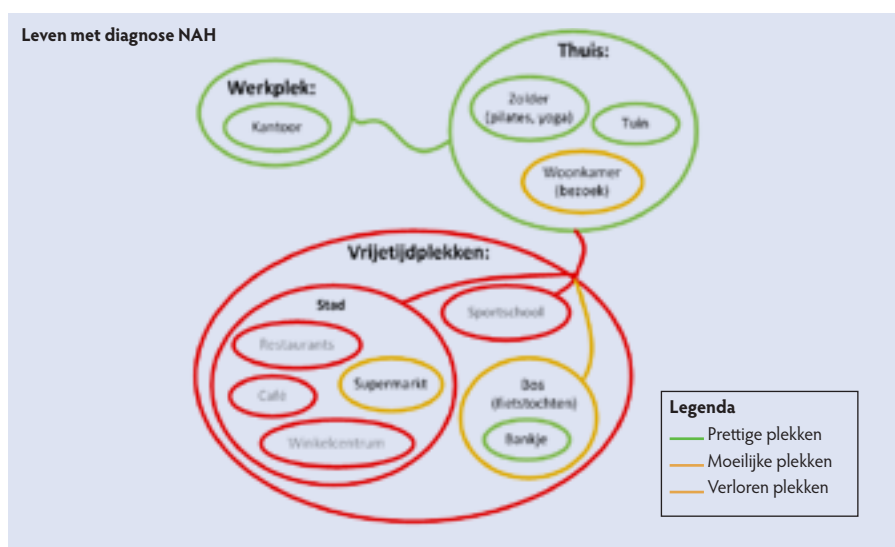 Leven met diagnose NAH
Thuis:
Werkplek:
Kantoor
Zolder
(pilates, yoga)
Tuin
Woonkamer
(bezoek)
Vrijetijdplekken:
Stad
Restaurants
Café
Supermarkt
Winkelcentrum
Sportschool
Bos
(fietstochten)
Bankje
Legenda
Prettige plekken
Moeilijke plekken
Verloren plekken